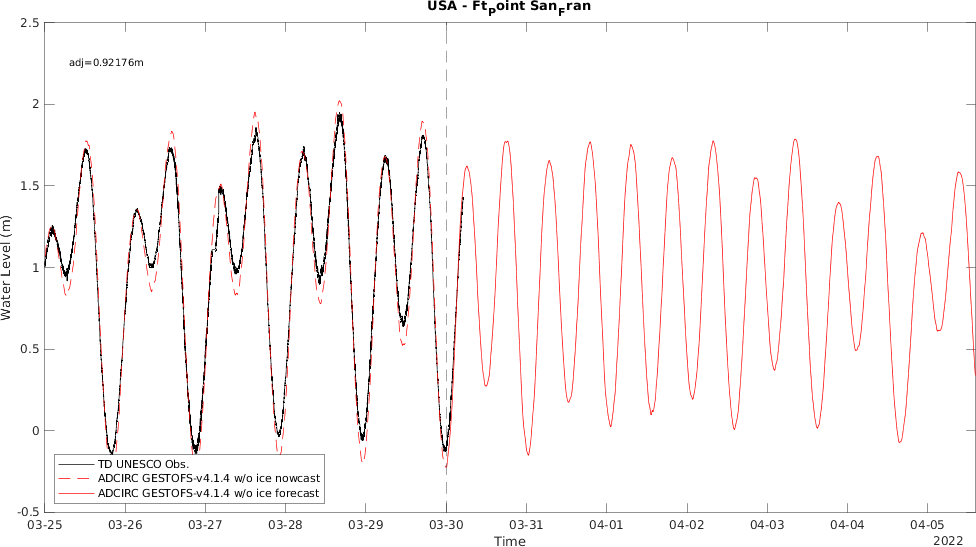 USA - FtPoint SanFran
adj=0.92176m
Water Level (m)
2.5
2
1.5
1
0.5
0
-0.5
TD UNESCO Obs.
ADCIRC GESTOFS-v4.1.4 w/o ice nowcast
ADCIRC GESTOFS-v4.1.4 w/o ice forecast
03-25 03-26 03-27 03-28 03-29 03-30 03-31 04-01 04-02 04-03 04-04 04-05
Time
2022